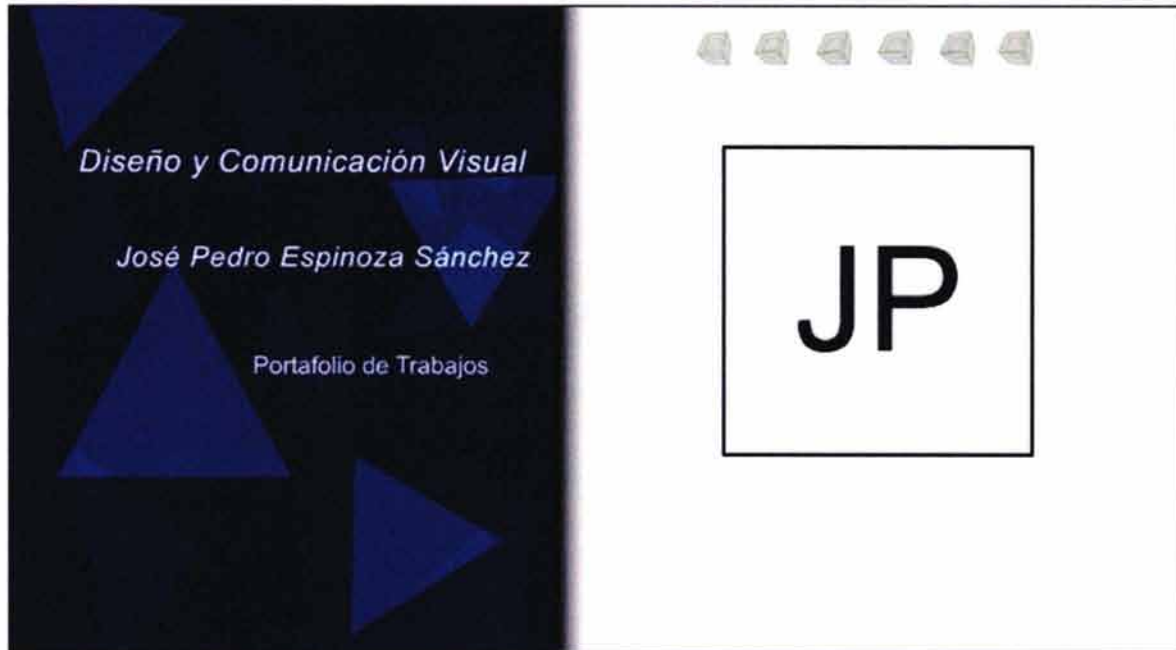 Diseño y Comunicación Visual
José Pedro Espinoza Sánchez
Portafolio de Trabajos
JP